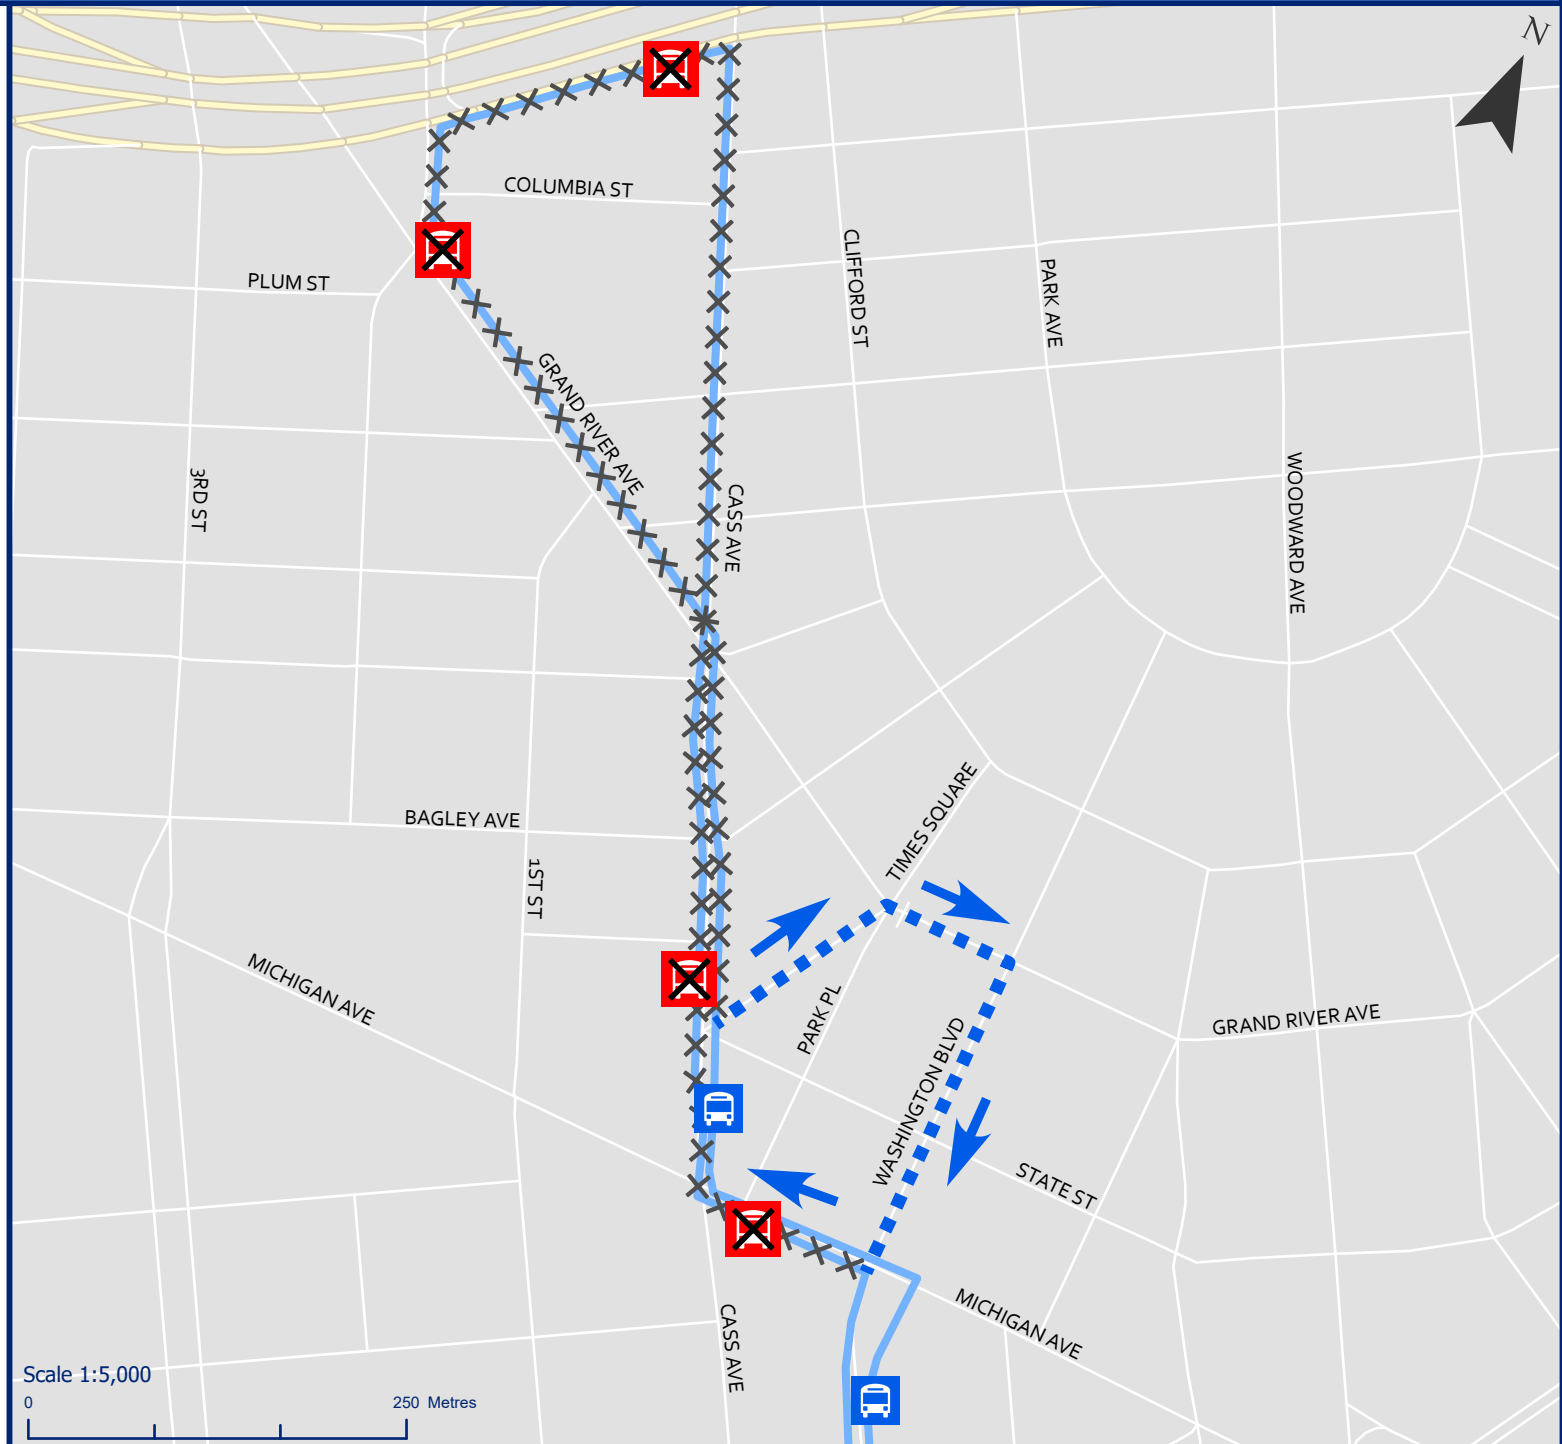 N
COLUMBIA ST
PLUM ST
CLIFFORD ST
PARK AVE
GRAND RIVER AVE
3RD ST
CASS AVE
WOODWARD AVE
BAGLEY AVE
TIMES SQUARE
1ST ST
MICHIGAN AVE
PARK PL
WASHINGTON BLVD
GRAND RIVER AVE
STATE ST
MICHIGAN AVE
CASS AVE
Scale 1:5,000
0 250 Metres